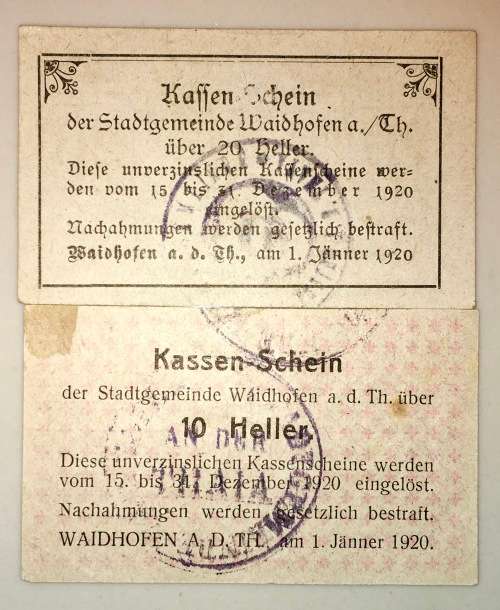 Kassen-Schein
der Stadtgemeinde Waidhofen a./Th.
über 20 Heller.
Diese unverzinslichen Kassenscheine wer-
den vom 15. bis 31. Dezember 1920
eingelöst.
Nachahmungen werden gesetzlich bestraft.
Waidhofen a. d. Th., am 1. Jänner 1920
Kassen-Schein
der Stadtgemeinde Waidhofen a. d. Th. über
10 Heller.
AN DER
THAYA
Diese unverzinslichen Kassenscheine werden
vom 15. bis 31. Dezember 1920 eingelöst.
Nachahmungen werden gesetzlich bestraft.
WAIDHOFEN A. D. TH., am 1. Jänner 1920.